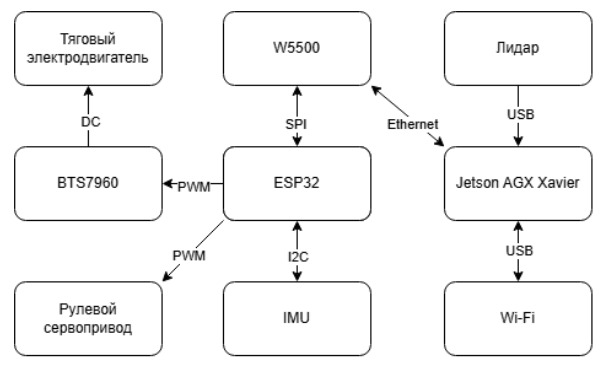 Тяговый
электродвигатель
W5500
Лидар
DC
SPI
Ethernet
USB
BTS7960
PWM
ESP32
Jetson AGX Xavier
PWM
I2C
USB
Рулевой
сервопривод
IMU
Wi-Fi